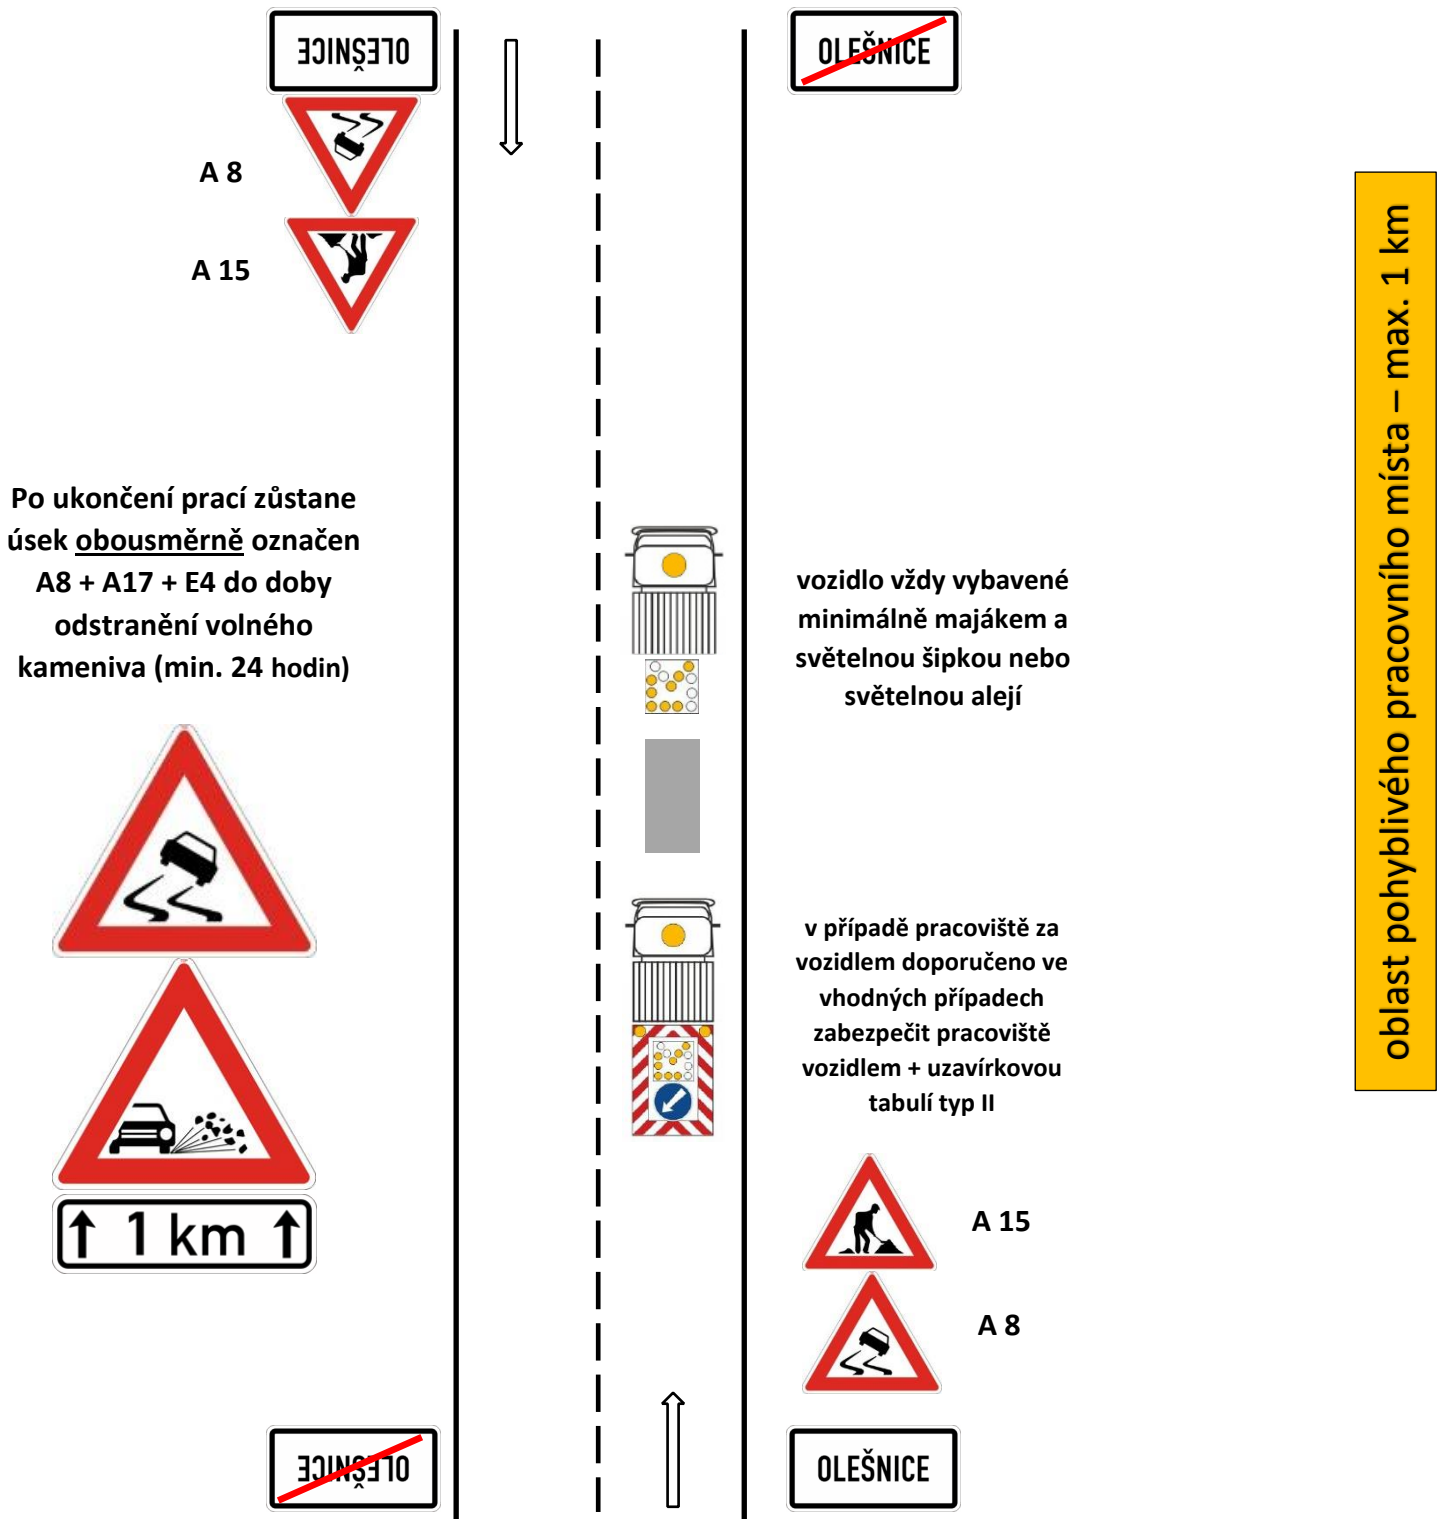 OLEŠNICE
OLEŠNICE
A 8
A 15
oblast pohyblivého pracovního místa – max. 1 km
Po ukončení prací zůstane
úsek obousměrně označen
A8 + A17 + E4 do doby
odstranění volného
kameniva (min. 24 hodin)
vozidlo vždy vybavené
minimálně majákem a
světelnou šipkou nebo
světelnou alejí
v případě pracoviště za
vozidlem doporučeno ve
vhodných případech
zabezpečit pracoviště
vozidlem + uzavírkovou
tabulí typ II
↑ 1 km ↑
A 15
A 8
OLEŠNICE
OLEŠNICE